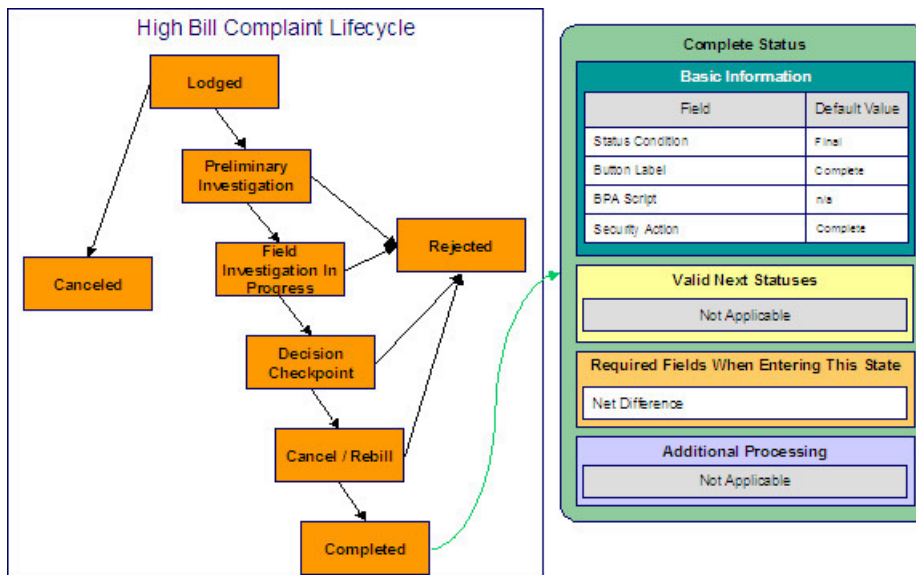 High Bill Complaint Lifecycle
Lodged
Preliminary
Investigation
Field
Investigation In
Progress
Rejected
Canceled
Decision
Checkpoint
Cancel / Rebill
Completed
Complete Status
Basic Information
Field Default Value
Status Condition Final
Button Label Complete
BPA Script n/a
Security Action Complete
Valid Next Statuses
Not Applicable
Required Fields When Entering This State
Net Difference
Additional Processing
Not Applicable